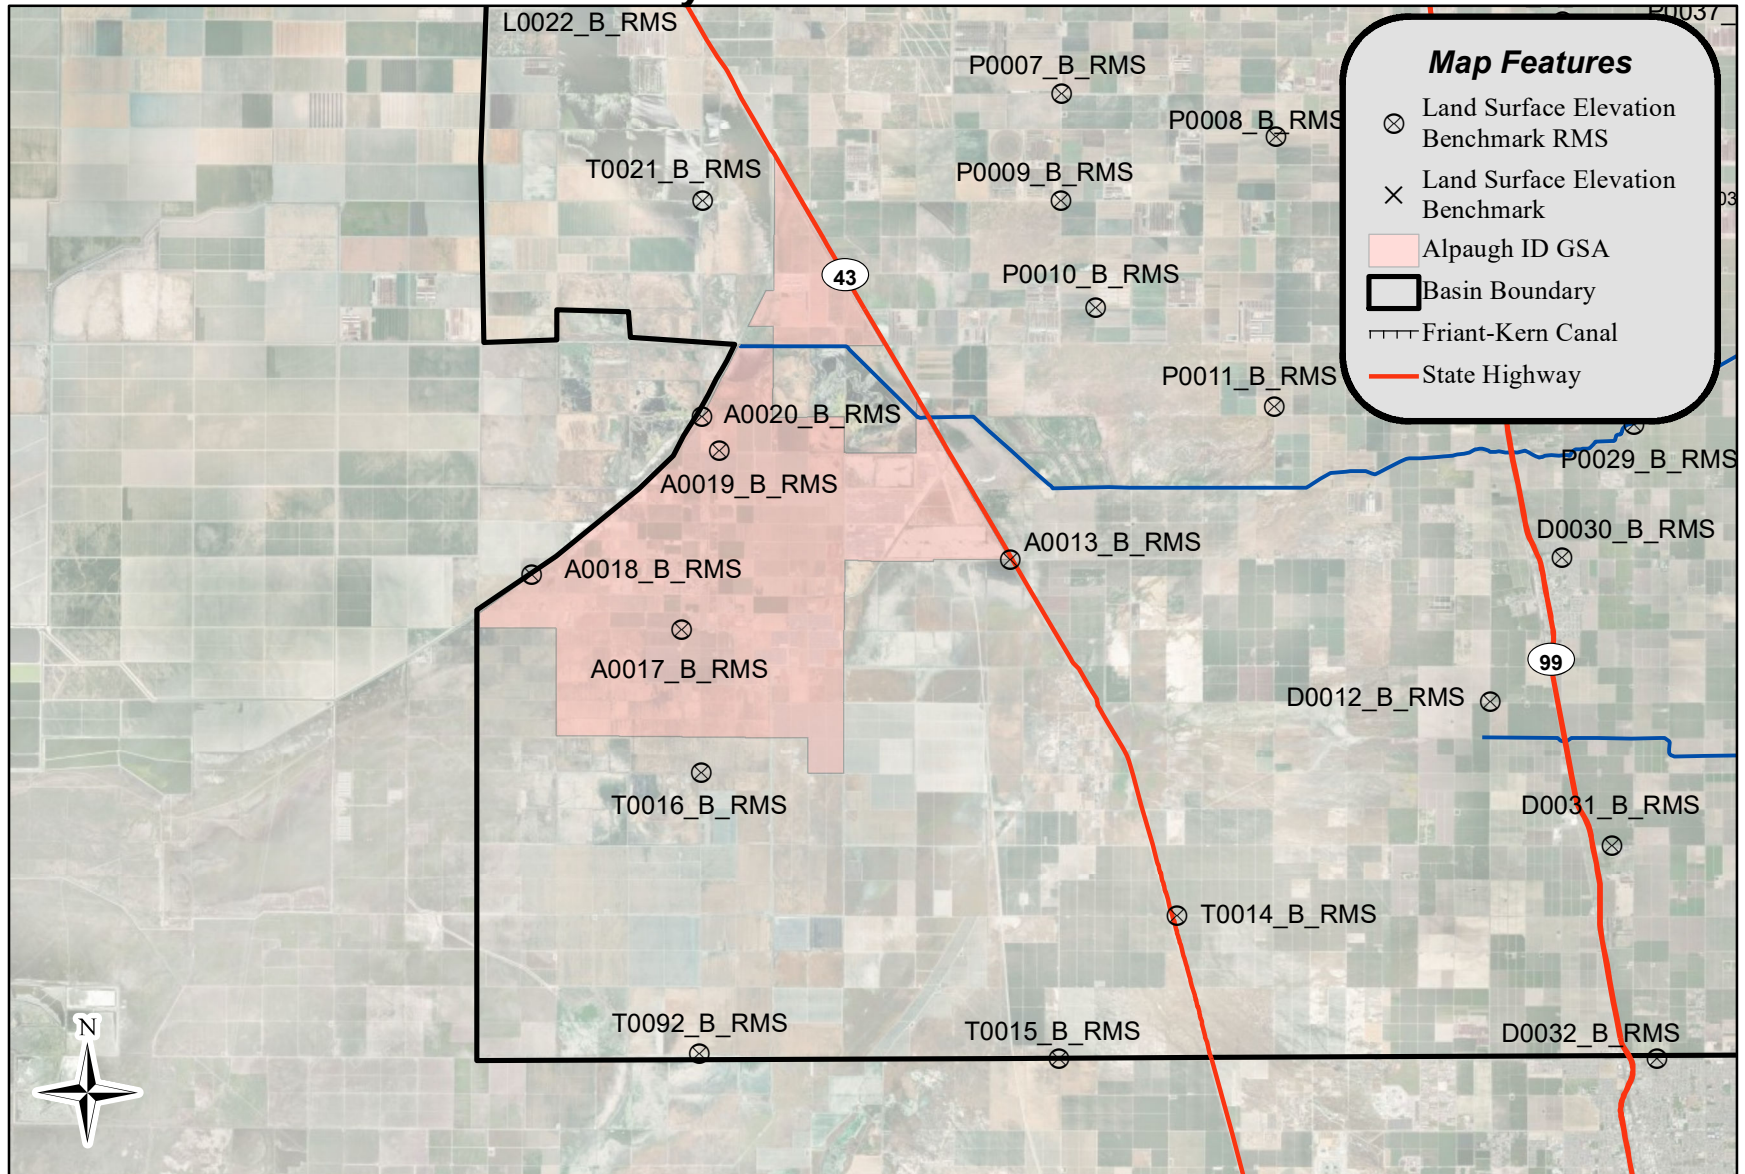 L0022_B_RMS
P0037_
P0007_B_RMS
P0008_B_RMS
T0021_B_RMS
P0009_B_RMS
43
P0010_B_RMS
P0011_B_RMS
A0020_B_RMS
A0019_B_RMS
P0029_B_RMS
A0013_B_RMS
D0030_B_RMS
A0018_B_RMS
A0017_B_RMS
99
D0012_B_RMS
T0016_B_RMS
D0031_B_RMS
T0014_B_RMS
T0092_B_RMS
T0015_B_RMS
D0032_B_RMS
N
Map Features
Land Surface Elevation
Benchmark RMS
Land Surface Elevation
Benchmark
Alpaugh ID GSA
Basin Boundary
Friant-Kern Canal
State Highway